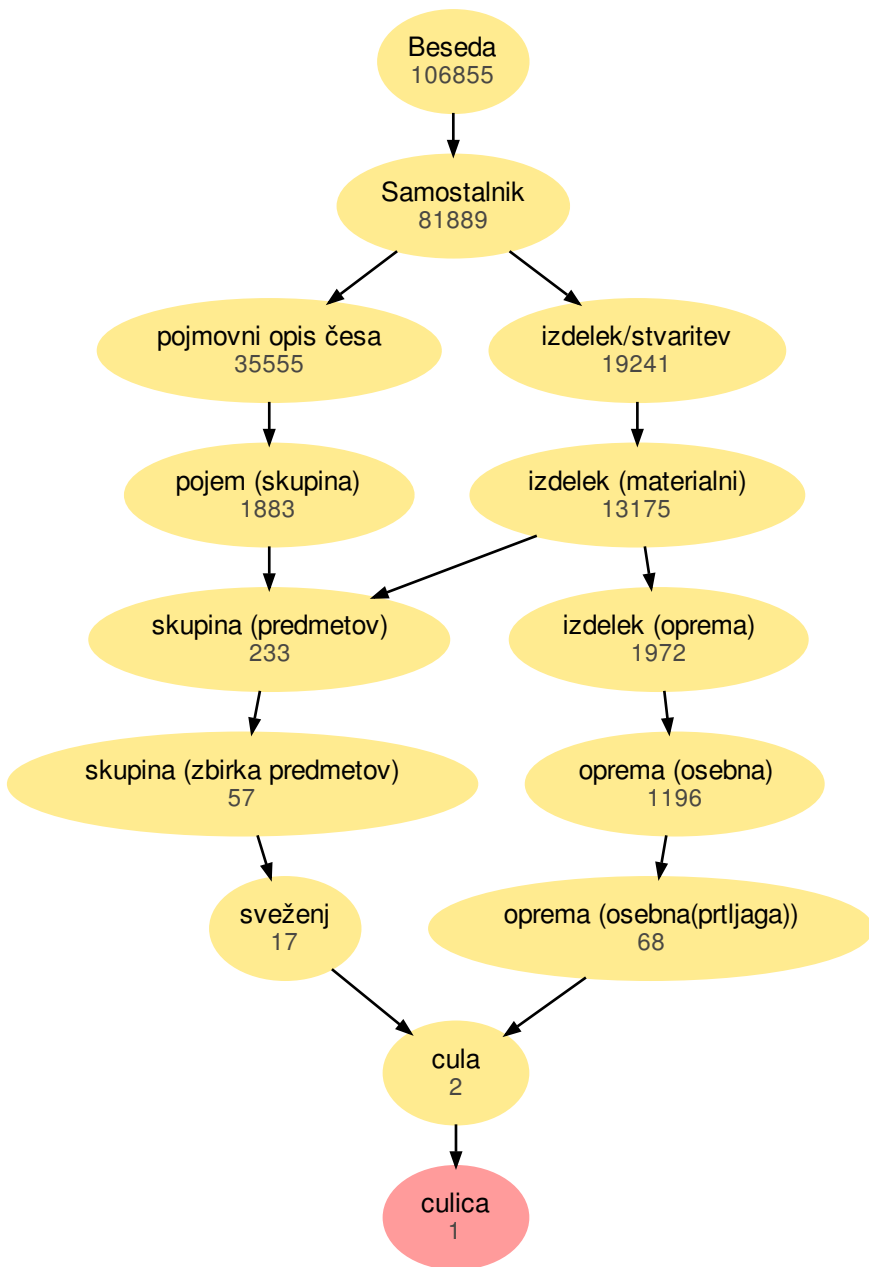 Beseda
106855
Samostalnik
81889
pojmovni opis česa
35555
izdelek/stvaritev
19241
pojem (skupina)
1883
izdelek (materialni)
13175
skupina (predmetov)
233
izdelek (oprema)
1972
skupina (zbirka predmetov)
57
oprema (osebna)
1196
sveženj
17
oprema (osebna(prtljaga))
68
cula
2
culica
1